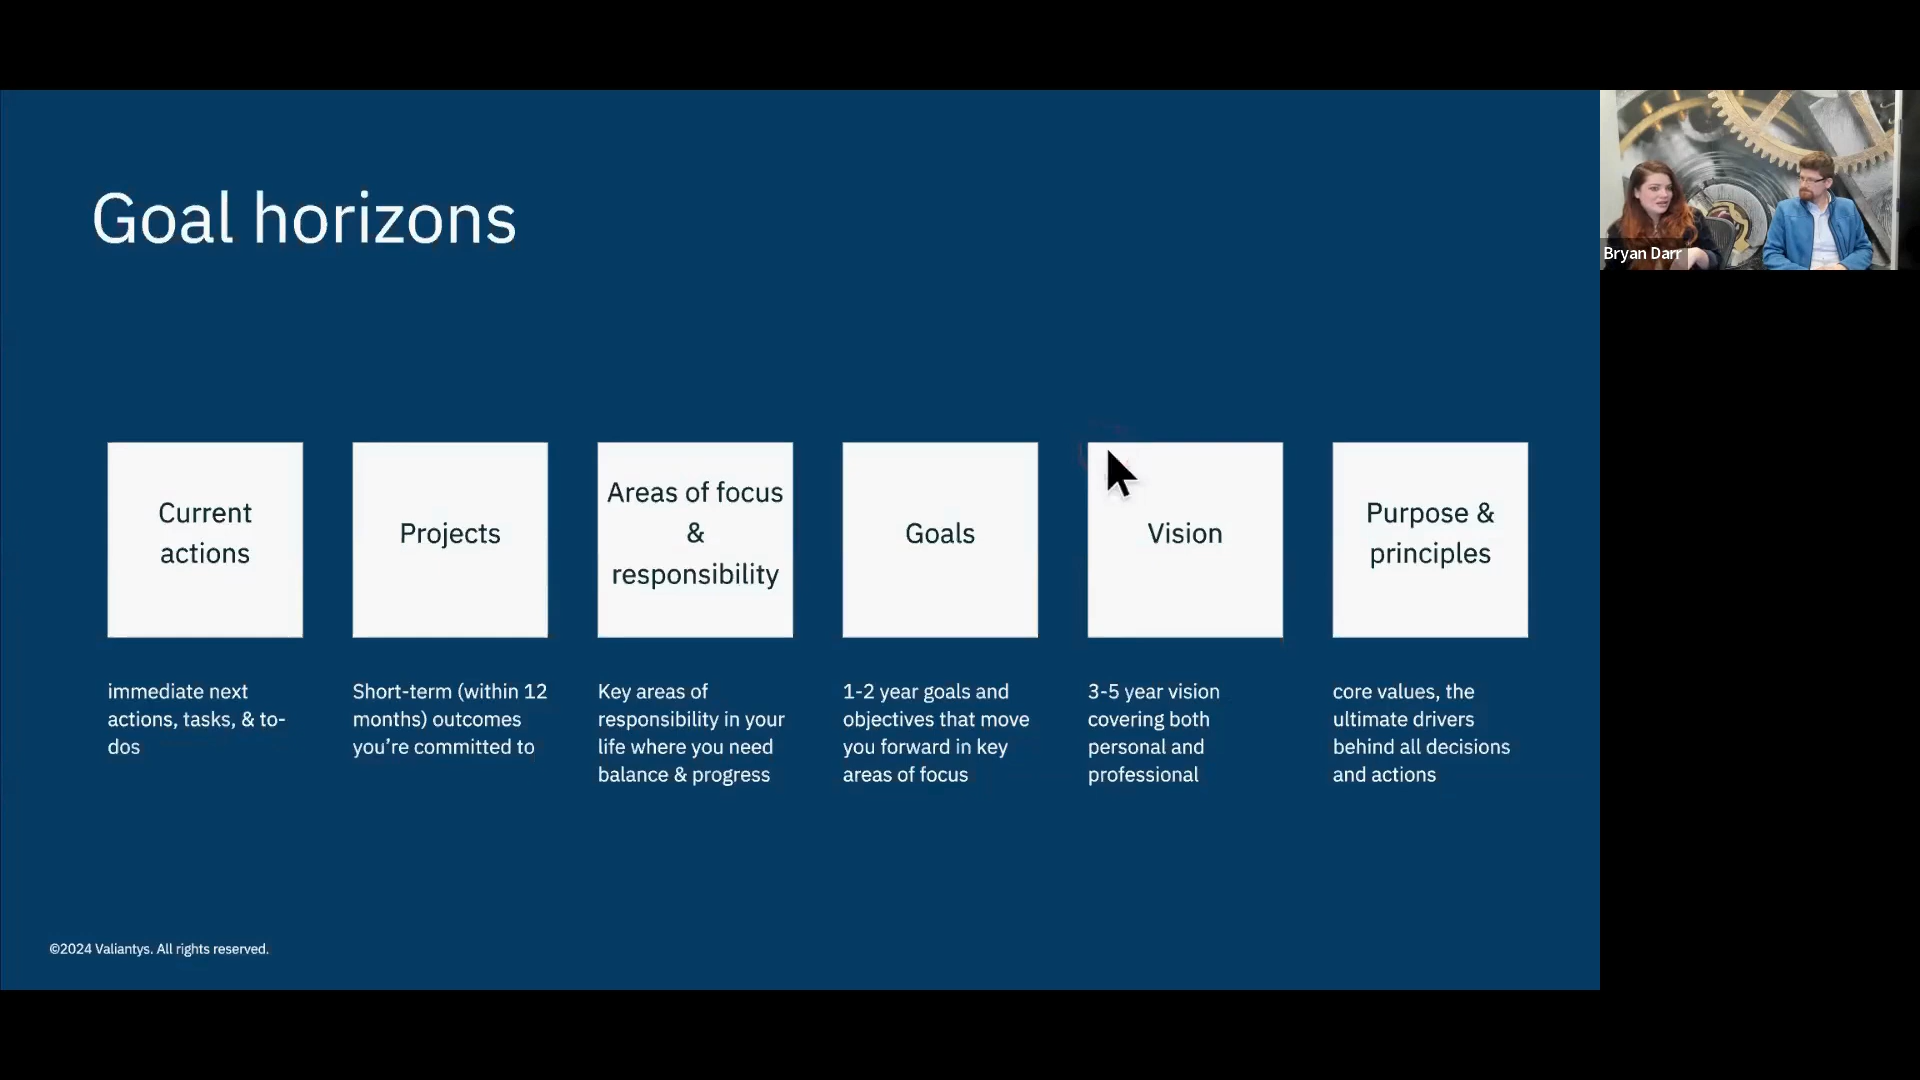 Goal horizons
Bryan Darr
Current
actions
Projects
Areas of focus
&
responsibility
Goals
Vision
Purpose &
principles
immediate next
actions, tasks, & to-
dos
Short-term (within 12
months) outcomes
you’re committed to
Key areas of
responsibility in your
life where you need
balance & progress
1-2 year goals and
objectives that move
you forward in key
areas of focus
3-5 year vision
covering both
personal and
professional
core values, the
ultimate drivers
behind all decisions
and actions
©2024 Valiantys. All rights reserved.